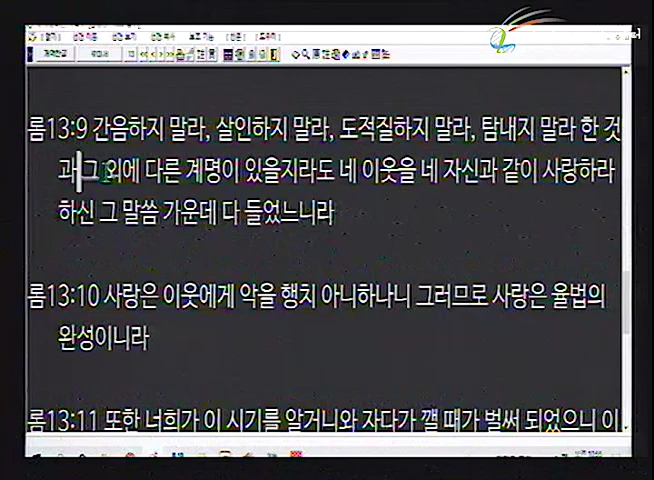 롬13:9 간음하지 말라, 살인하지 말라, 도적질하지 말라, 탐내지 말라 한 것
과 그 외에 다른 계명이 있을지라도 네 이웃을 네 자신과 같이 사랑하라
하신 그 말씀 가운데 다 들었느니라
롬13:10 사랑은 이웃에게 악을 행치 아니하나니 그러므로 사랑은 율법의
완성이니라
롬13:11 또한 너희가 이 시기를 알거니와 자다가 깰 때가 벌써 되었으니 이